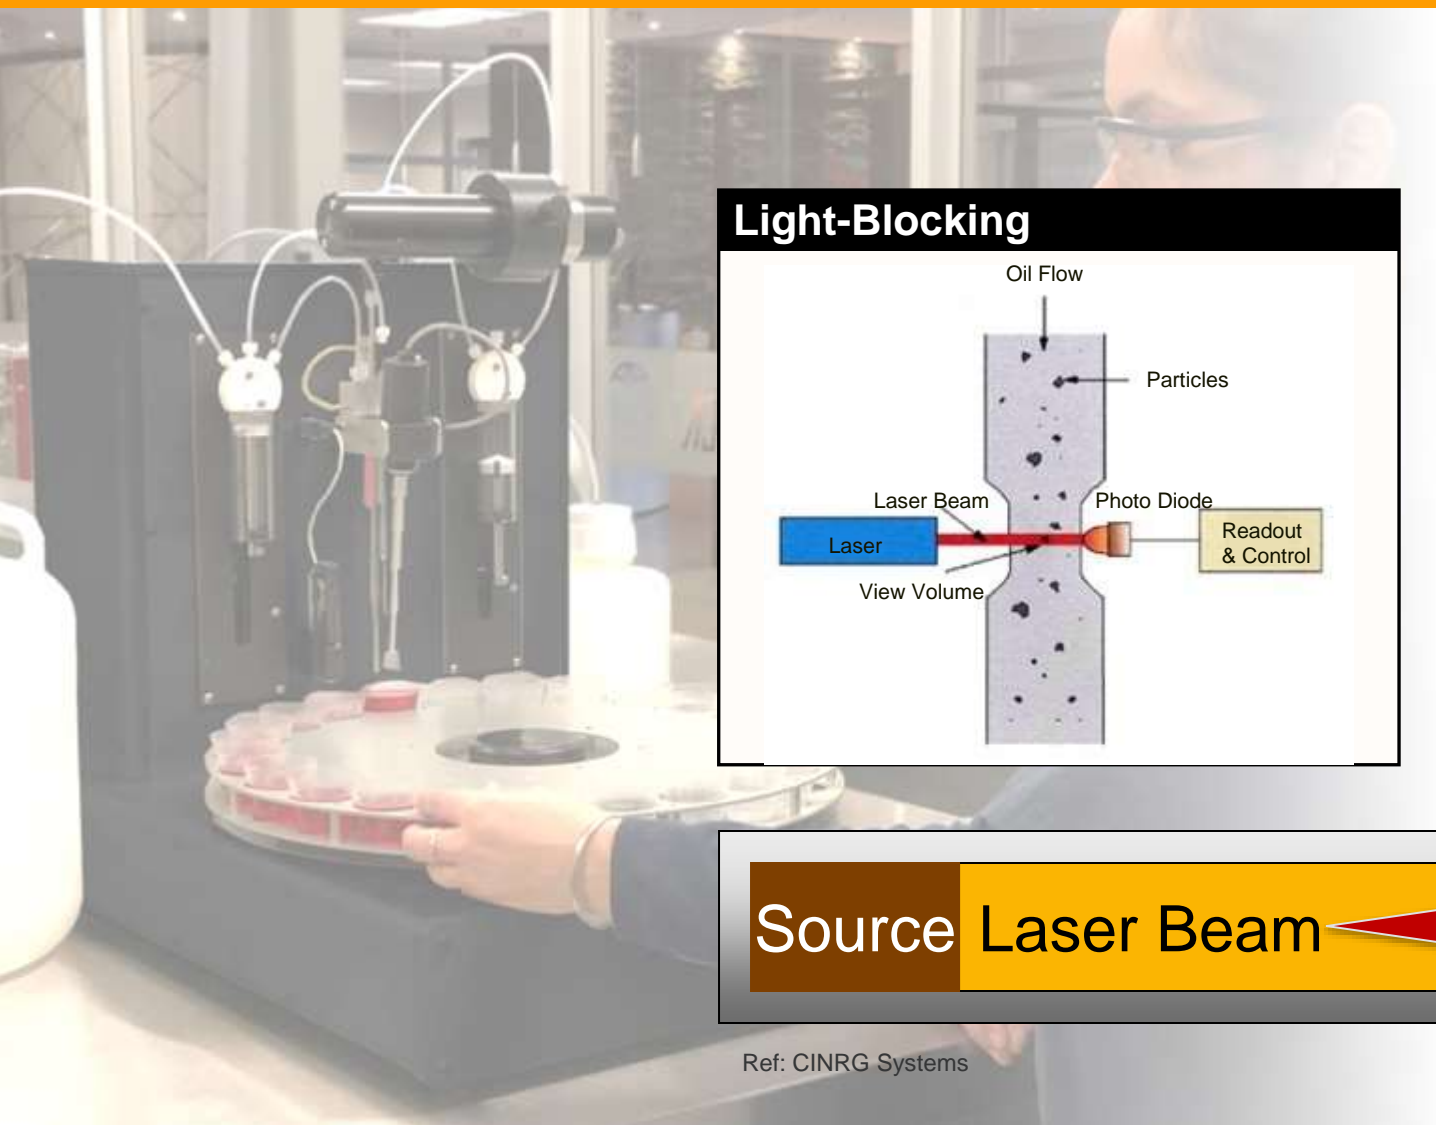 Light-Blocking
Oil Flow
Particles
Laser Beam
Photo Diode
Laser
Readout
& Control
View Volume
Source
Laser Beam
Ref: CINRG Systems